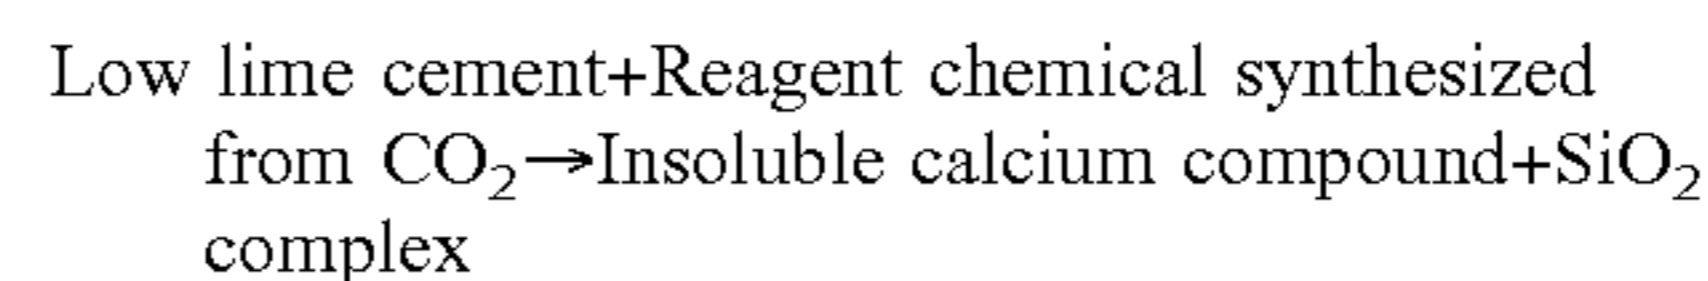 Low lime cement+Reagent chemical synthesized
from CO₂→Insoluble calcium compound+SiO₂
complex